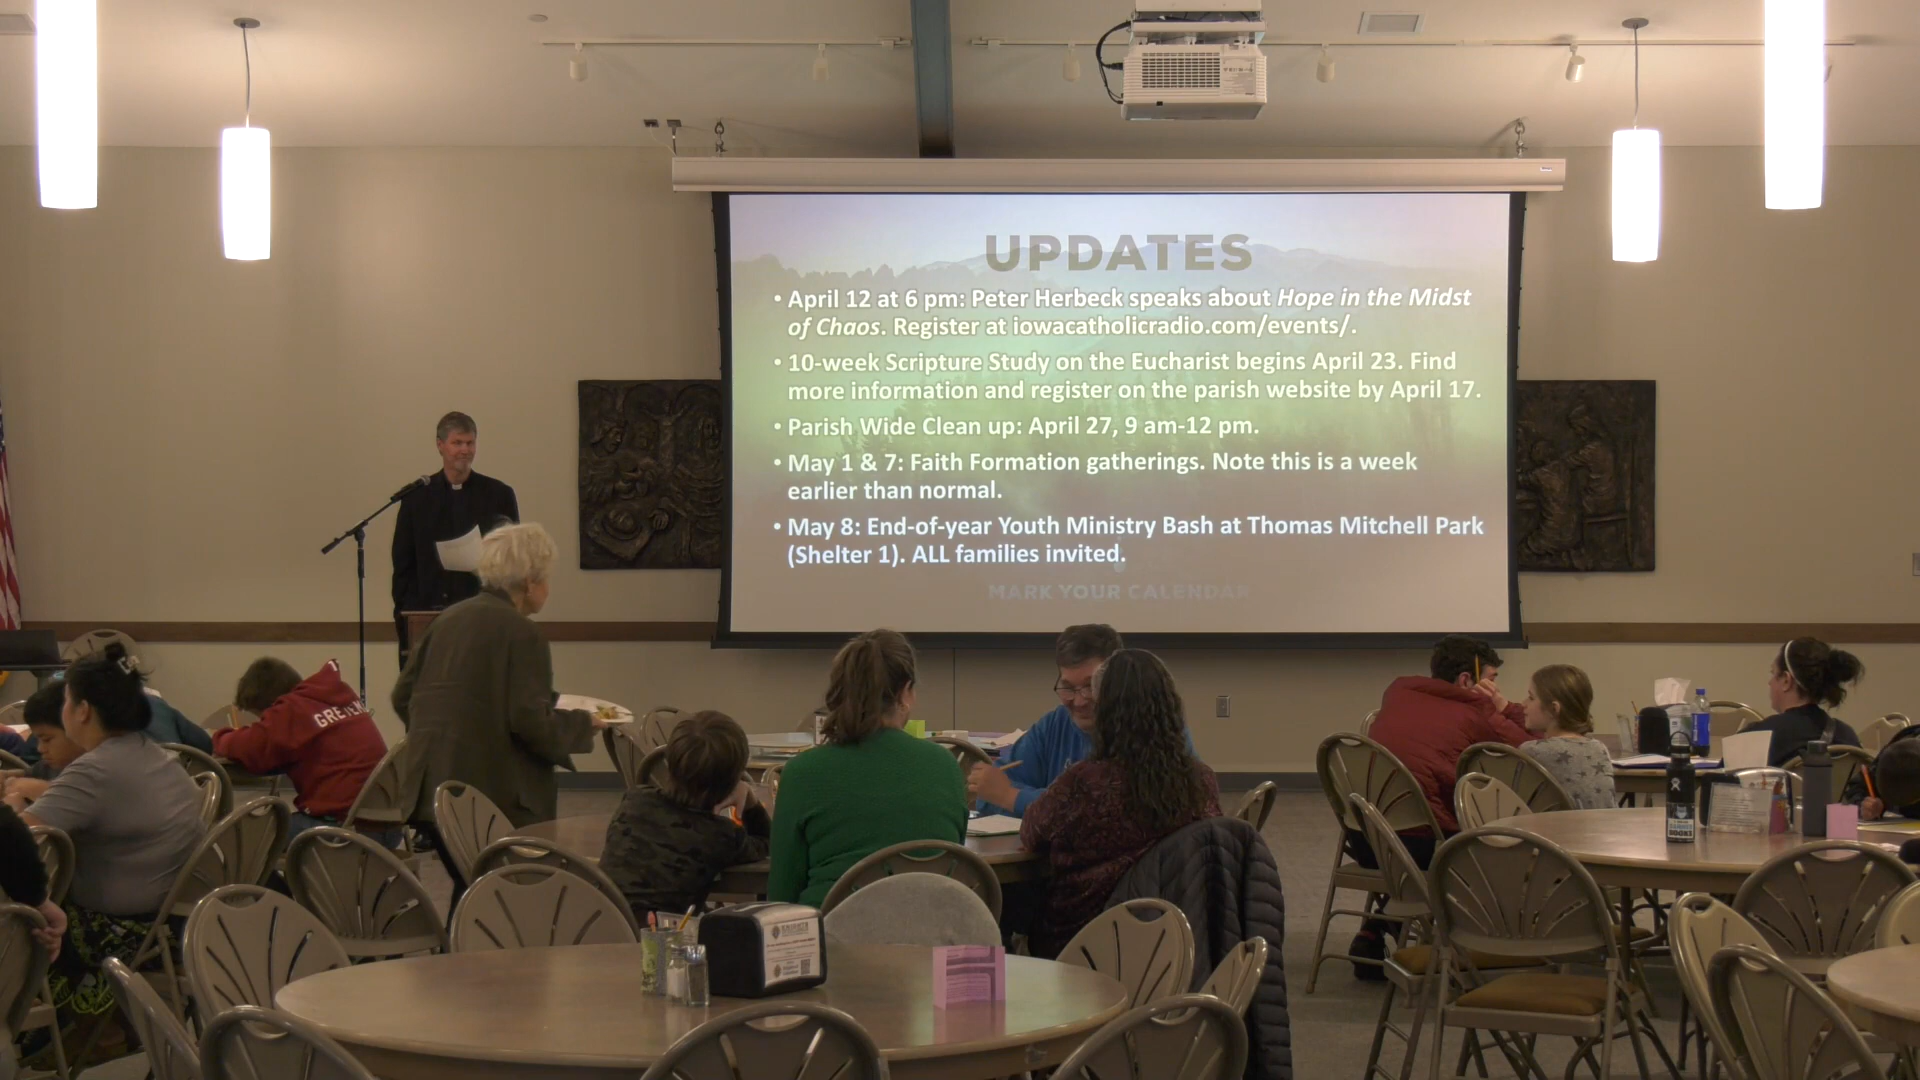 UPDATES
• April 12 at 6 pm: Peter Herbeck speaks about Hope in the Midst
of Chaos. Register at iowacatholicradio.com/events/.
• 10-week Scripture Study on the Eucharist begins April 23. Find
more information and register on the parish website by April 17.
• Parish Wide Clean up: April 27, 9 am-12 pm.
• May 1 & 7: Faith Formation gatherings. Note this is a week
earlier than normal.
• May 8: End-of-year Youth Ministry Bash at Thomas Mitchell Park
(Shelter 1). ALL families invited.
MARK YOUR CALENDAR